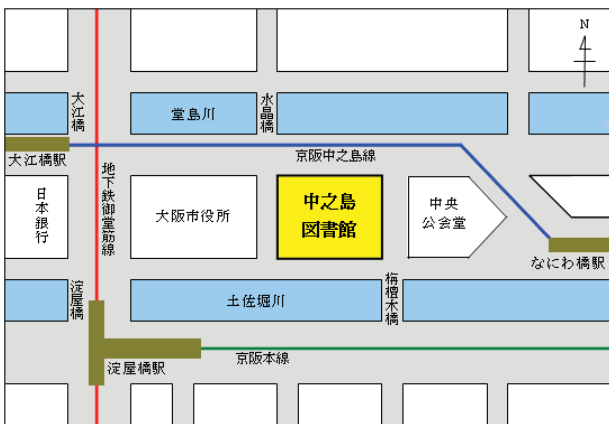 N
大江橋
堂島川
水晶橋
大江橋駅
京阪中之島線
地下鉄御堂筋線
日本銀行
大阪市役所
中之島
図書館
中央
公会堂
なにわ橋駅
淀屋橋
土佐堀川
栴檀木橋
淀屋橋駅
京阪本線